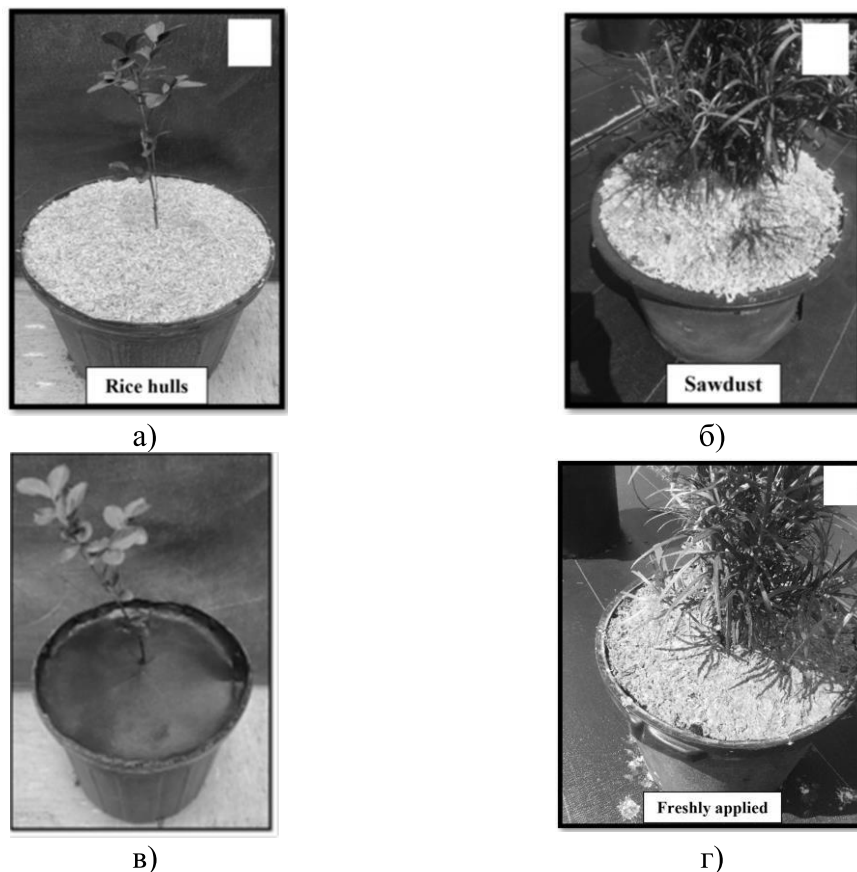 Rice hulls
Sawdust
а)
б)
Freshly applied
в)
г)